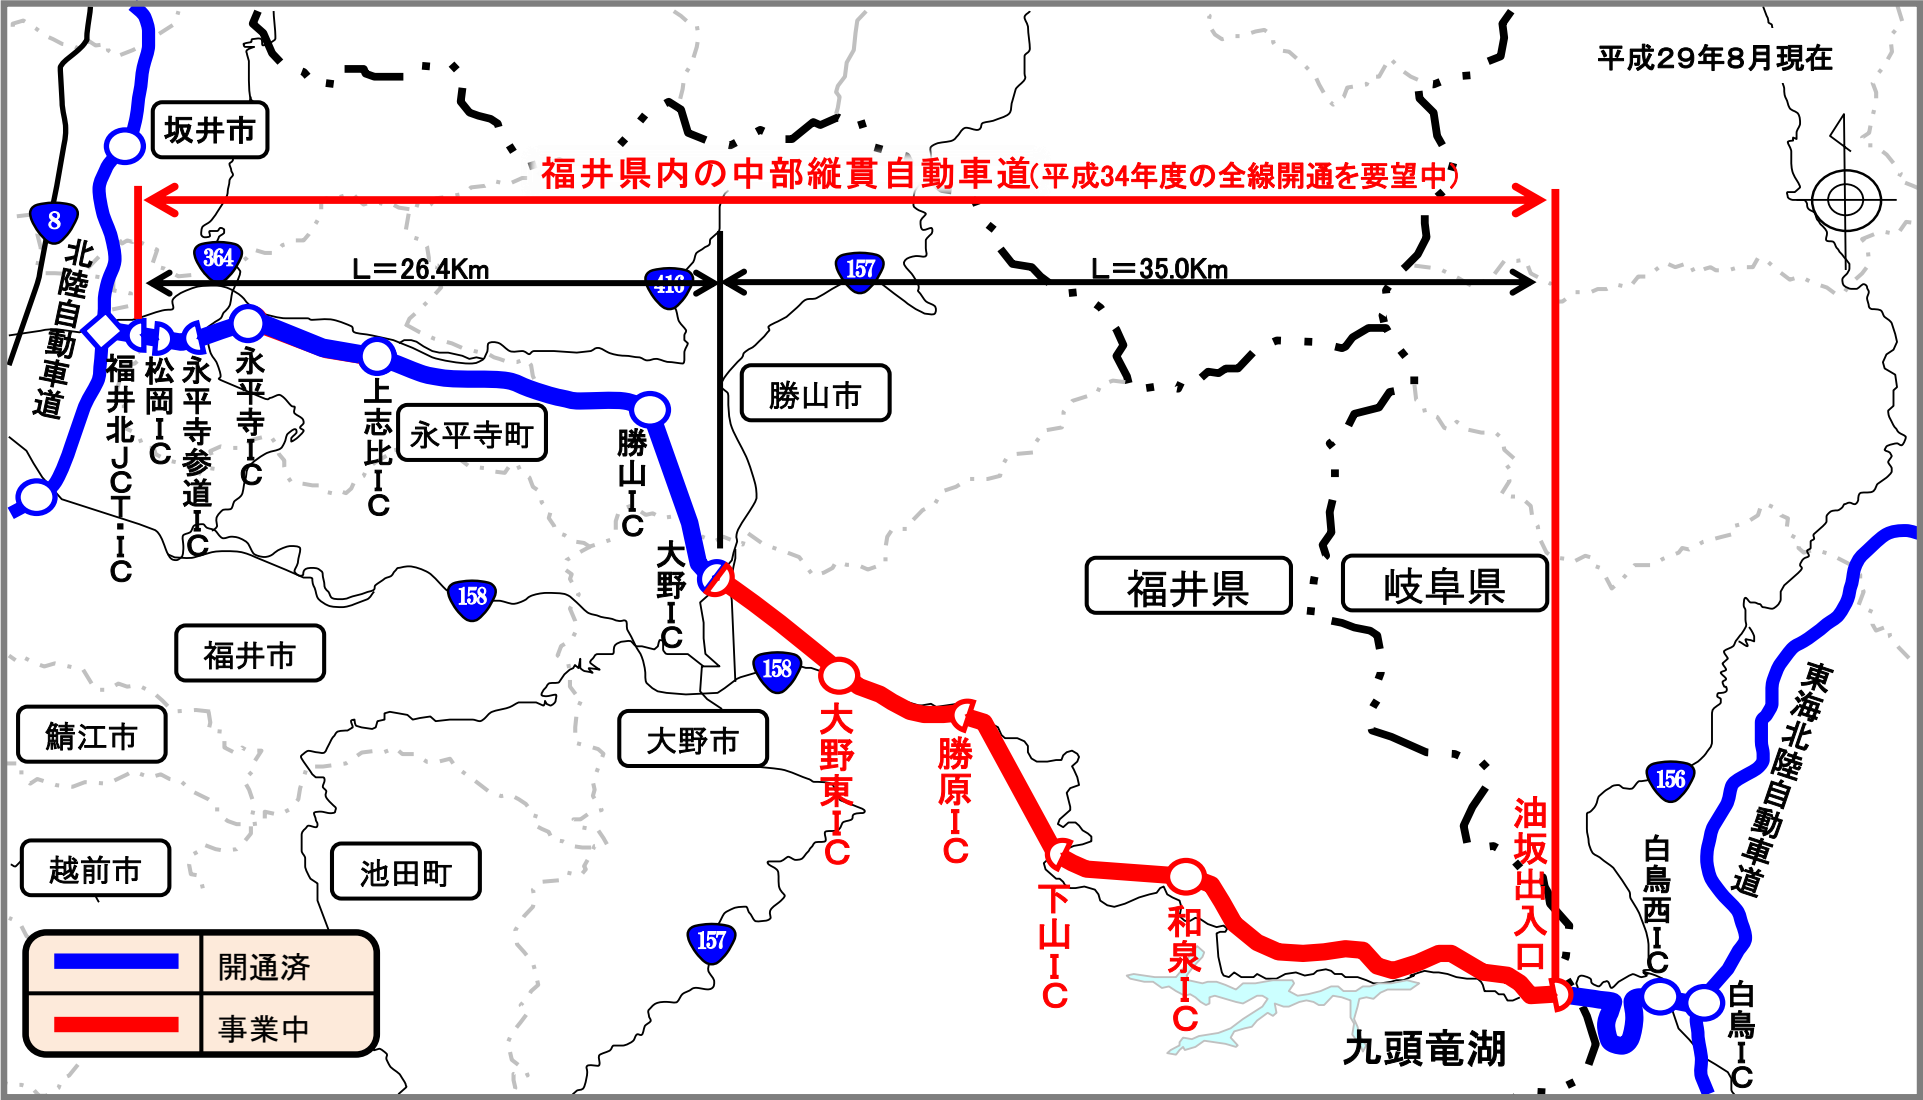 平成29年8月現在
坂井市
福井県内の中部縦貫自動車道(平成34年度の全線開通を要望中)
8
364
416
157
L=26.4Km
L=35.0Km
北陸自動車道
福井北JCT・IC
松岡IC
永平寺参道IC
永平寺IC
上志比IC
永平寺町
勝山IC
勝山市
大野IC
158
福井県
岐阜県
福井市
158
鯖江市
大野市
大野東IC
勝原IC
東海北陸自動車道
156
越前市
池田町
157
下山IC
和泉IC
油坂出入口
白鳥西IC
白鳥IC
九頭竜湖
開通済
事業中